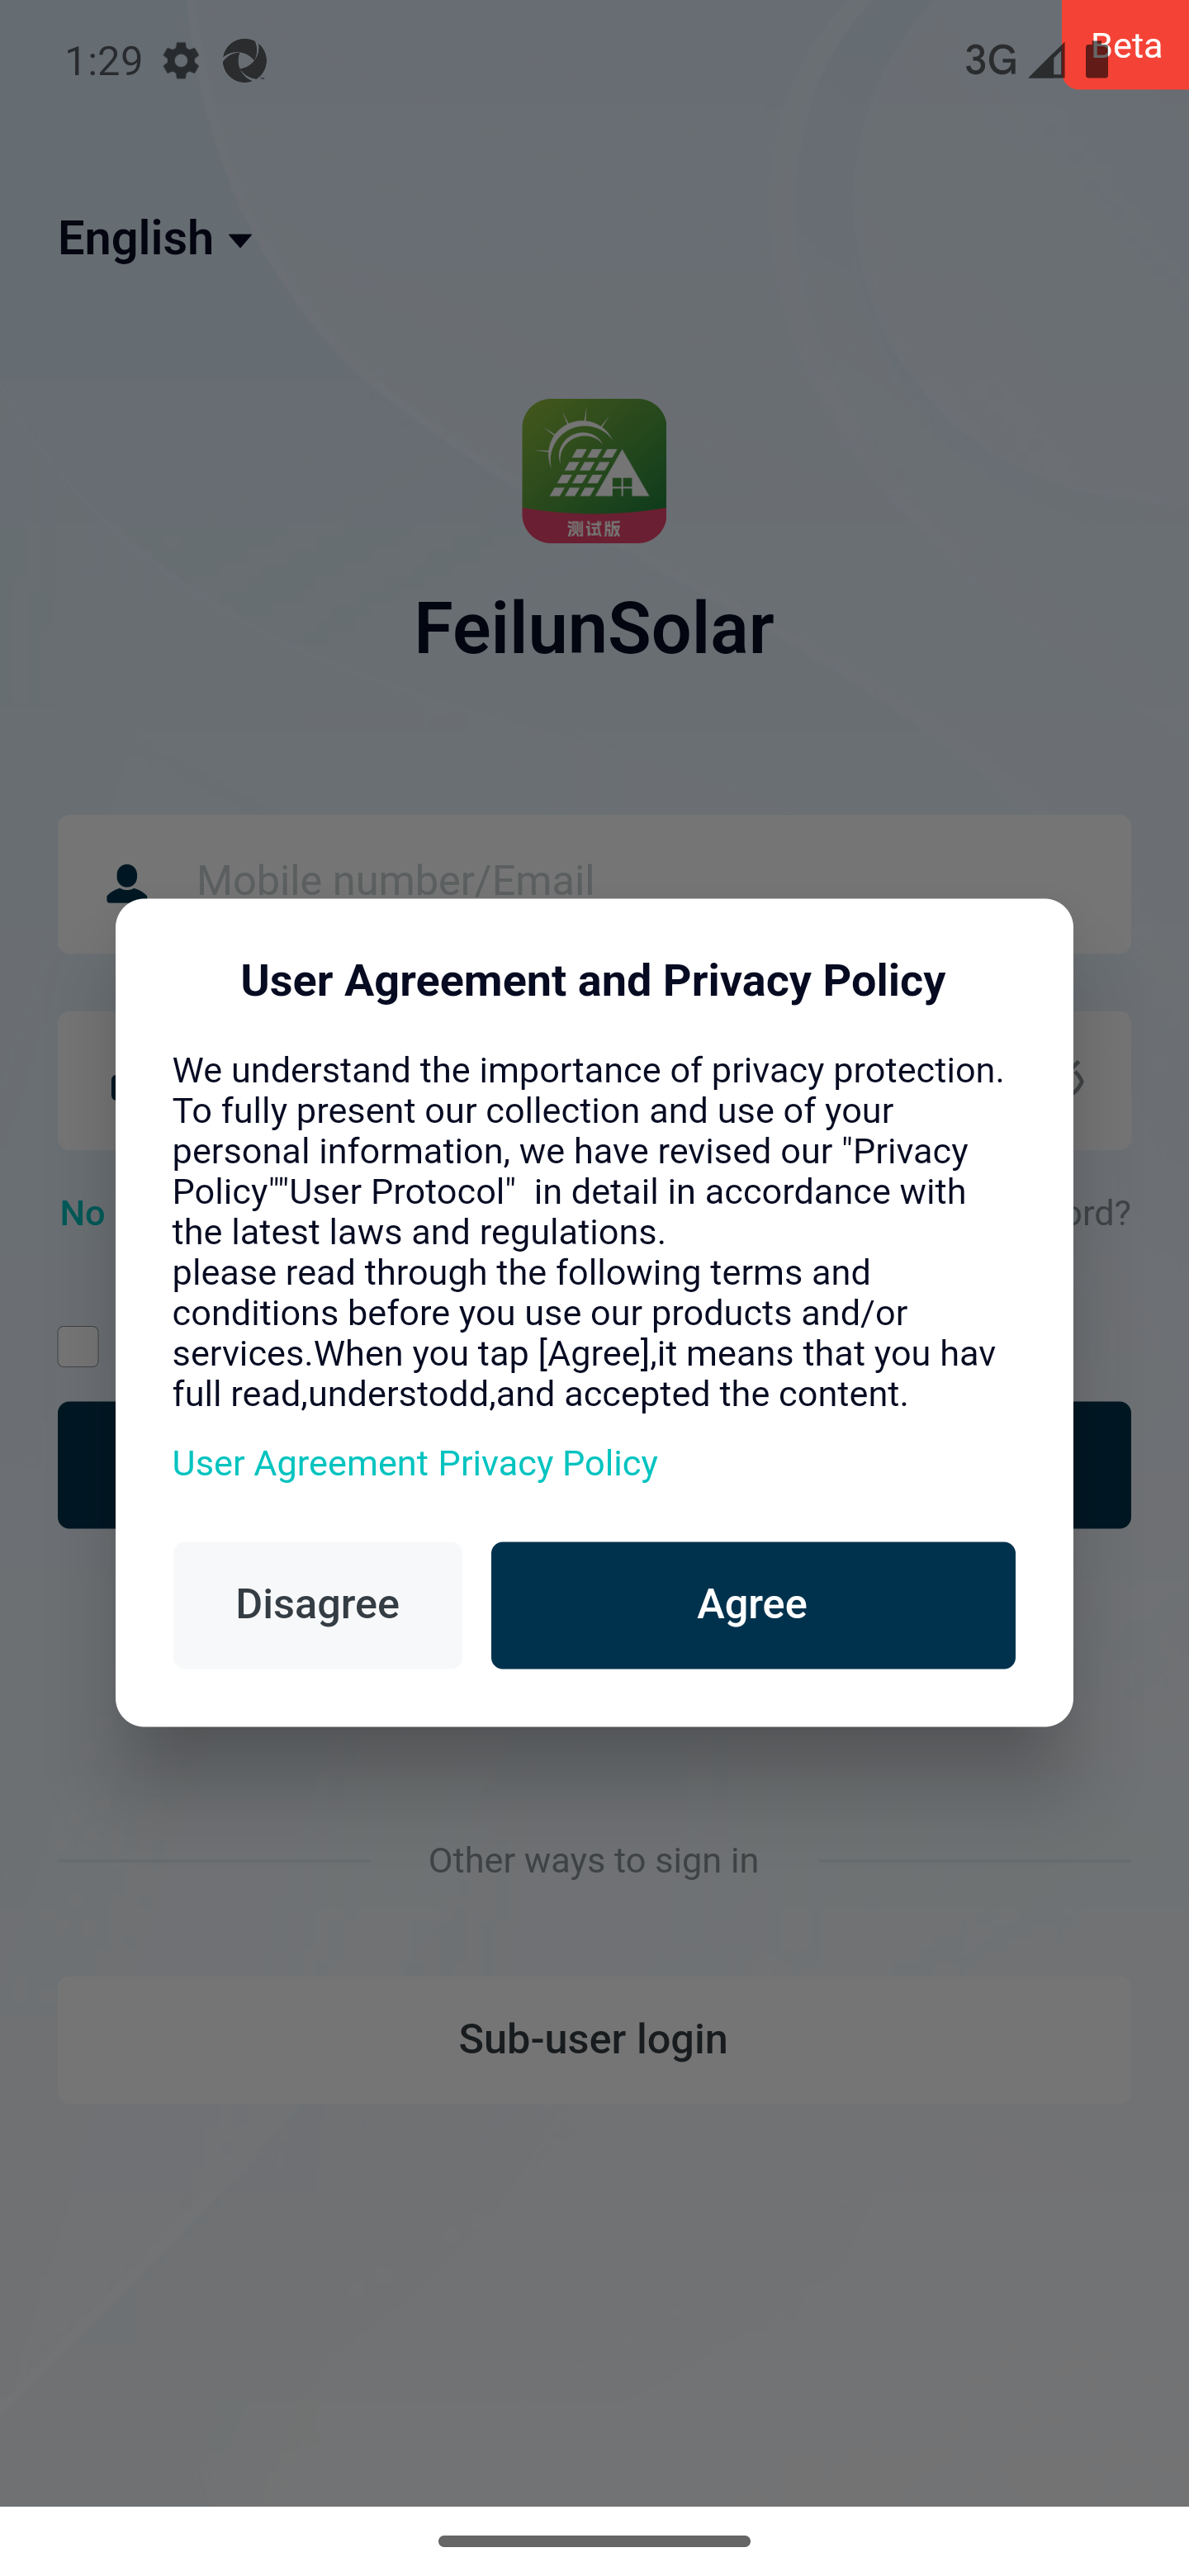 1:29
3G
Beta
English
测试版
FeilunSolar
Mobile number/Email
User Agreement and Privacy Policy
We understand the importance of privacy protection.
To fully present our collection and use of your
personal information, we have revised our "Privacy
Policy""User Protocol"  in detail in accordance with
the latest laws and regulations.
please read through the following terms and
conditions before you use our products and/or
services.When you tap [Agree],it means that you hav
full read,understodd,and accepted the content.
No
ord?
User Agreement Privacy Policy
Disagree
Agree
Other ways to sign in
Sub-user login